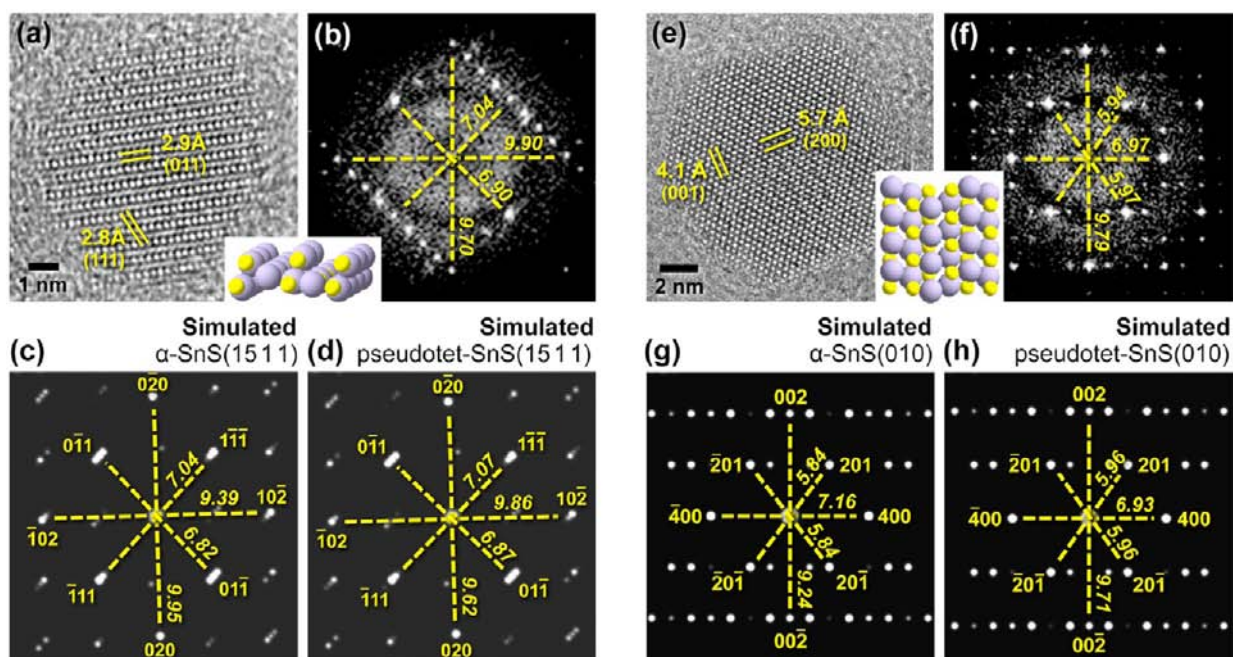 (a)
2.9Å
(011)
2.8Å
(111)
1 nm
(b)
7.04
9.90
6.90
9.70
(e)
5.7 Å
(200)
4.1 Å
(001)
2 nm
(f)
5.94
6.97
5.97
9.79
(c)
Simulated
α-SnS(15 1 1)
02̄0
01̄1
11̄1̄
7.04
9.39
102̄
1̄02
6.82
1̄11
9.95
011̄
020
(d)
Simulated
pseudotet-SnS(15 1 1)
02̄0
01̄1
11̄1̄
7.07
9.86
102̄
1̄02
6.87
1̄11
9.62
011̄
020
(g)
Simulated
α-SnS(010)
002
2̄01
201
5.84
7.16
4̄00
400
5.84
2̄01̄
201̄
9.24
002̄
(h)
Simulated
pseudotet-SnS(010)
002
2̄01
201
5.96
6.93
4̄00
400
5.96
2̄01̄
201̄
9.71
002̄